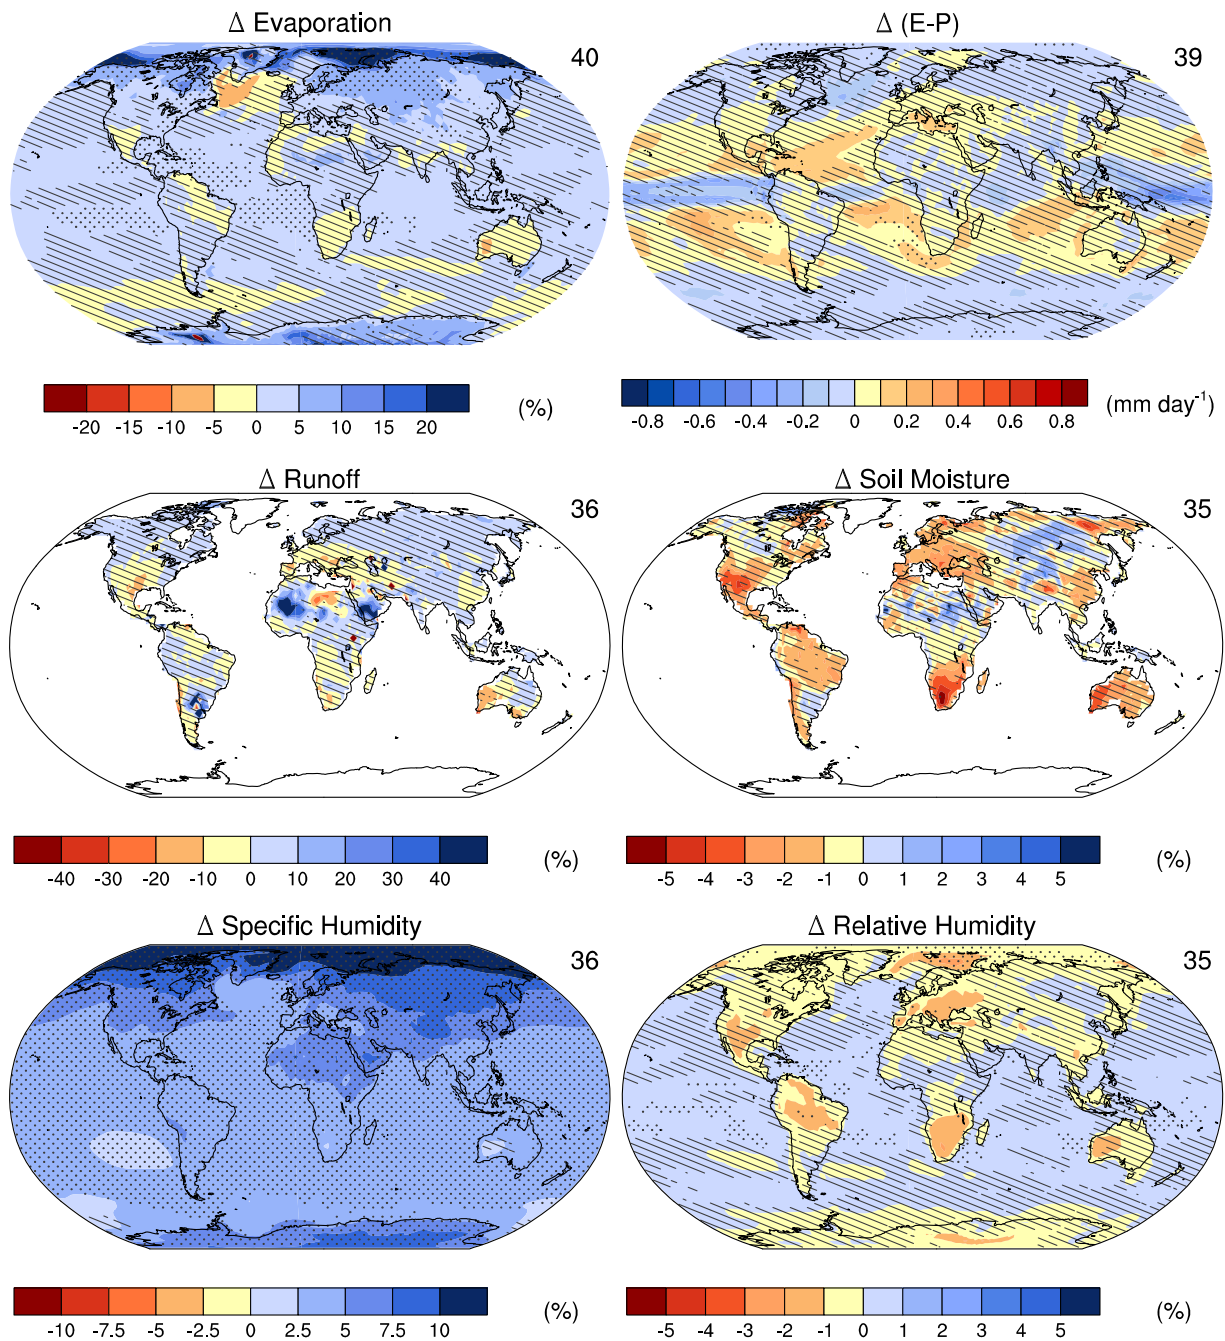 Δ Evaporation
40
-20 -15 -10 -5 0 5 10 15 20
(%)
Δ (E-P)
39
-0.8 -0.6 -0.4 -0.2 0 0.2 0.4 0.6 0.8
(mm day⁻¹)
Δ Runoff
36
-40 -30 -20 -10 0 10 20 30 40
(%)
Δ Soil Moisture
35
-5 -4 -3 -2 -1 0 1 2 3 4 5
(%)
Δ Specific Humidity
36
-10 -7.5 -5 -2.5 0 2.5 5 7.5 10
(%)
Δ Relative Humidity
35
-5 -4 -3 -2 -1 0 1 2 3 4 5
(%)